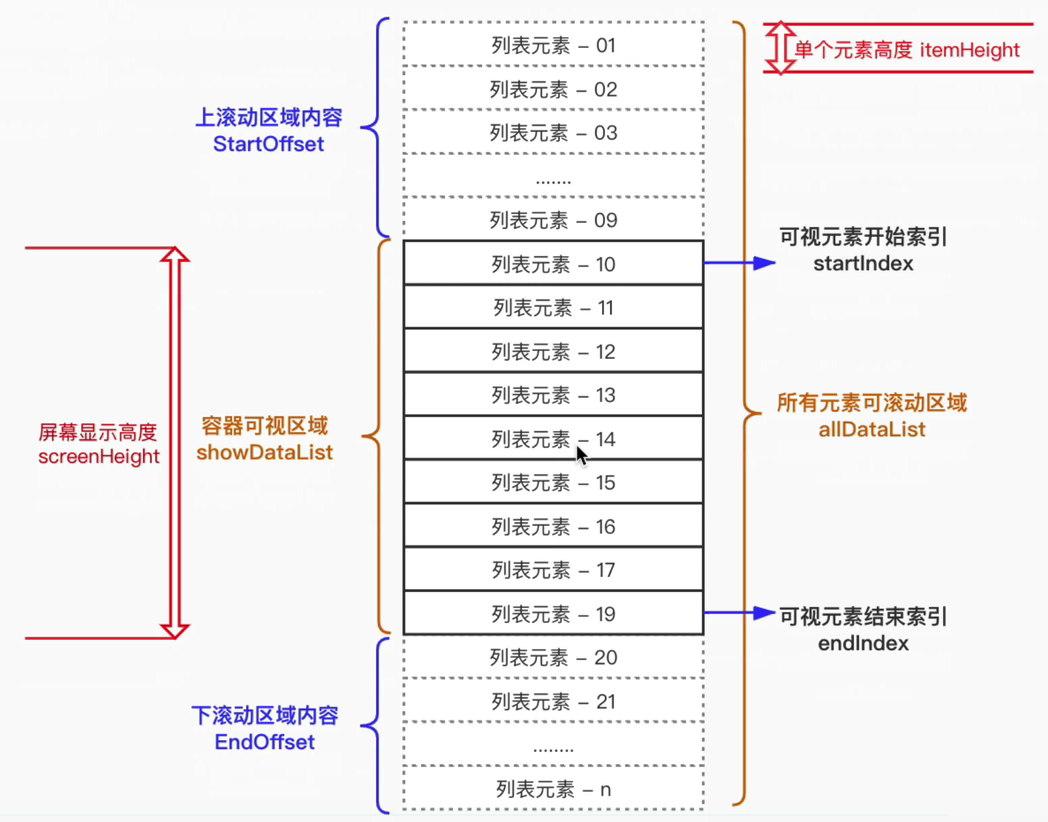 列表元素 – 01
列表元素 – 02
列表元素 – 03
.......
列表元素 – 09
列表元素 – 10
列表元素 – 11
列表元素 – 12
列表元素 – 13
列表元素 – 14
列表元素 – 15
列表元素 – 16
列表元素 – 17
列表元素 – 19
列表元素 – 20
列表元素 – 21
........
列表元素 – n
上滚动区域内容
StartOffset
屏幕显示高度
screenHeight
容器可视区域
showDataList
下滚动区域内容
EndOffset
单个元素高度 itemHeight
可视元素开始索引
startIndex
所有元素可滚动区域
allDataList
可视元素结束索引
endIndex